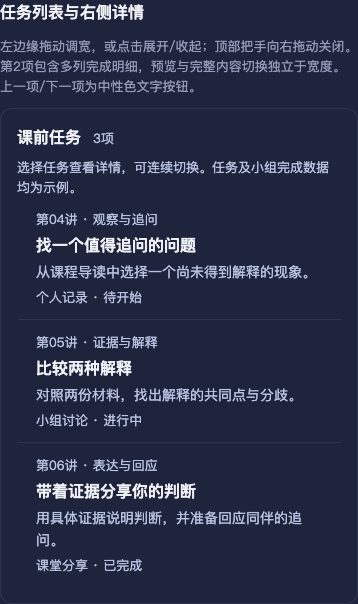 任务列表与右侧详情
左边缘拖动调宽，或点击展开/收起；顶部把手向右拖动关闭。
第2项包含多列完成明细，预览与完整内容切换独立于宽度。
上一项/下一项为中性色文字按钮。
课前任务 3项
选择任务查看详情，可连续切换。任务及小组完成数据
均为示例。
第04讲 · 观察与追问
找一个值得追问的问题
从课程导读中选择一个尚未得到解释的现象。
个人记录 · 待开始
第05讲 · 证据与解释
比较两种解释
对照两份材料，找出解释的共同点与分歧。
小组讨论 · 进行中
第06讲 · 表达与回应
带着证据分享你的判断
用具体证据说明判断，并准备回应同伴的追
问。
课堂分享 · 已完成